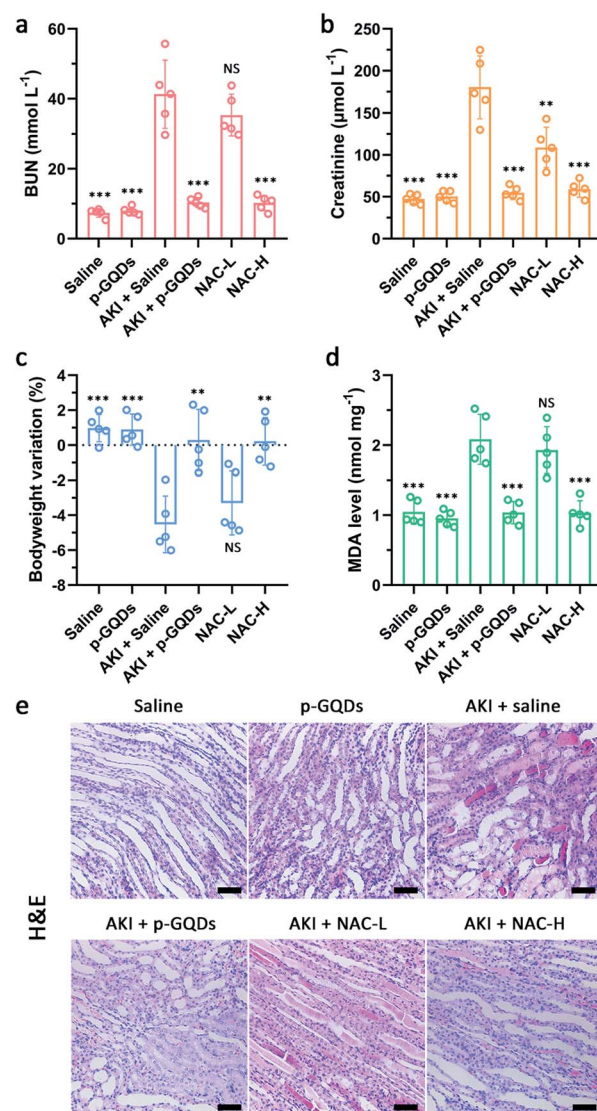 a
BUN (mmol L⁻¹)
60
40
20
0
***
***
***
NS
***
Saline
p-GQDs
AKI + Saline
AKI + p-GQDs
NAC-L
NAC-H
b
Creatinine (μmol L⁻¹)
250
200
150
100
50
0
***
***
***
**
***
Saline
p-GQDs
AKI + Saline
AKI + p-GQDs
NAC-L
NAC-H
c
Bodyweight variation (%)
4
2
0
-2
-4
-6
-8
***
***
**
NS
**
Saline
p-GQDs
AKI + Saline
AKI + p-GQDs
NAC-L
NAC-H
d
MDA level (nmol mg⁻¹)
3
2
1
0
***
***
***
NS
***
Saline
p-GQDs
AKI + Saline
AKI + p-GQDs
NAC-L
NAC-H
e
H&E
Saline
p-GQDs
AKI + saline
AKI + p-GQDs
AKI + NAC-L
AKI + NAC-H